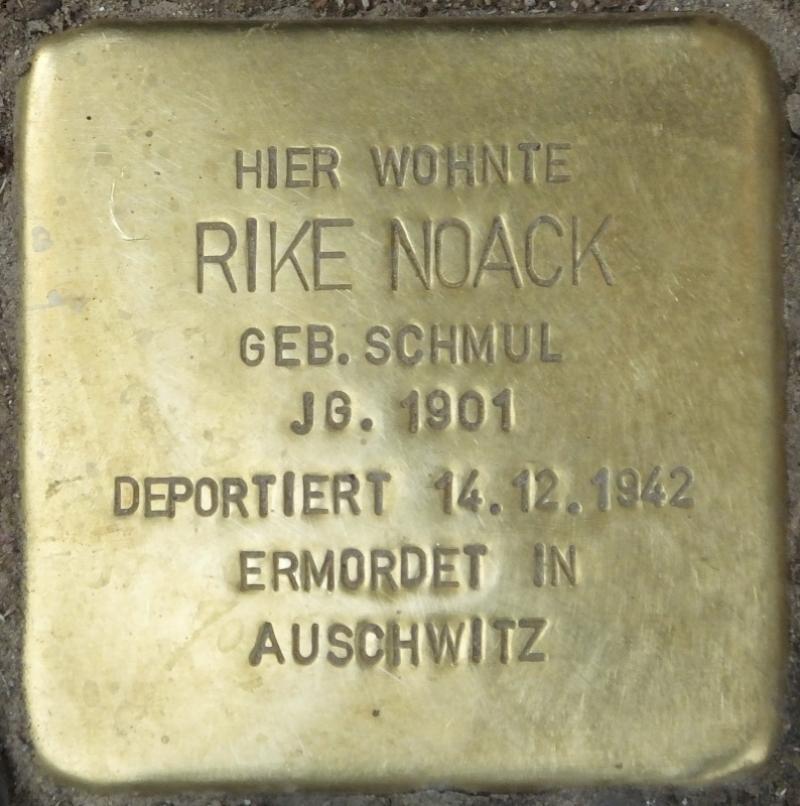 HIER WOHNTE
RIKE NOACK
GEB. SCHMUL
JG. 1901
DEPORTIERT 14.12.1942
ERMORDET IN
AUSCHWITZ